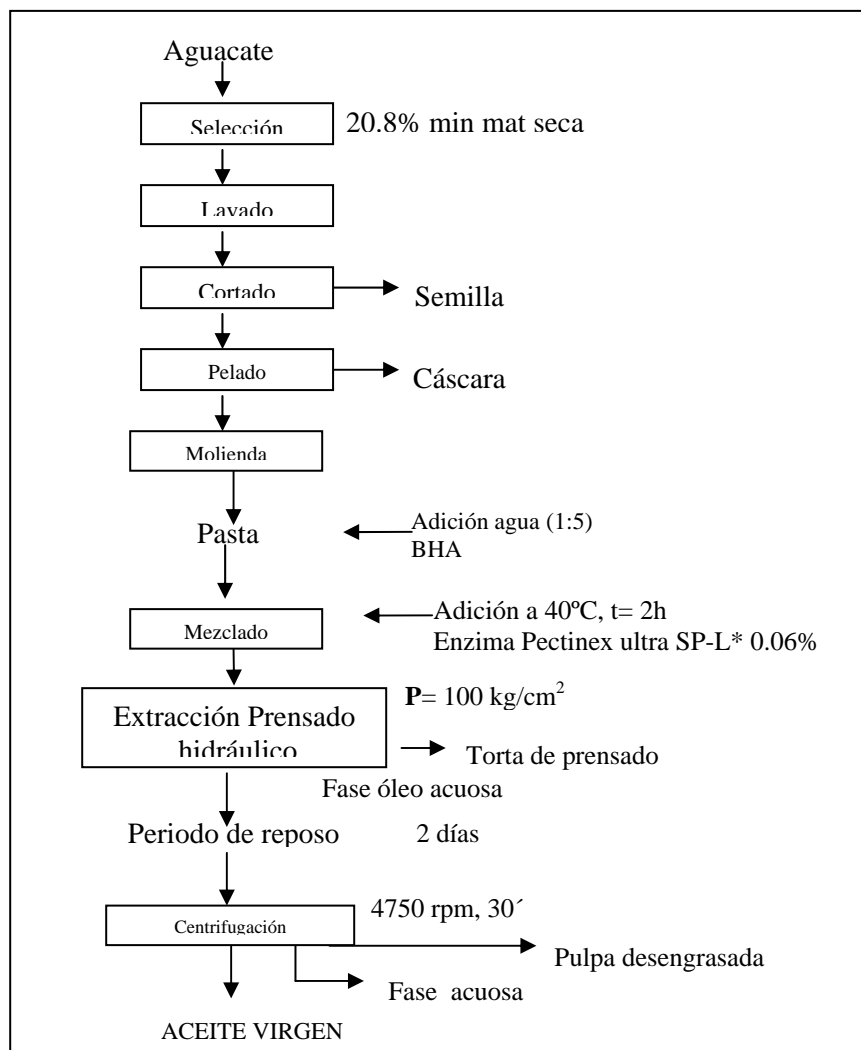 Aguacate
Selección
20.8% min mat seca
Lavado
Cortado
Semilla
Pelado
Cáscara
Molienda
Pasta
Adición agua (1:5)
BHA
Mezclado
Adición a 40ºC, t= 2h
Enzima Pectinex ultra SP-L* 0.06%
P= 100 kg/cm²
Extracción Prensado
hidráulico
Torta de prensado
Fase óleo acuosa
Periodo de reposo
2 días
4750 rpm, 30´
Centrifugación
Pulpa desengrasada
Fase acuosa
ACEITE VIRGEN